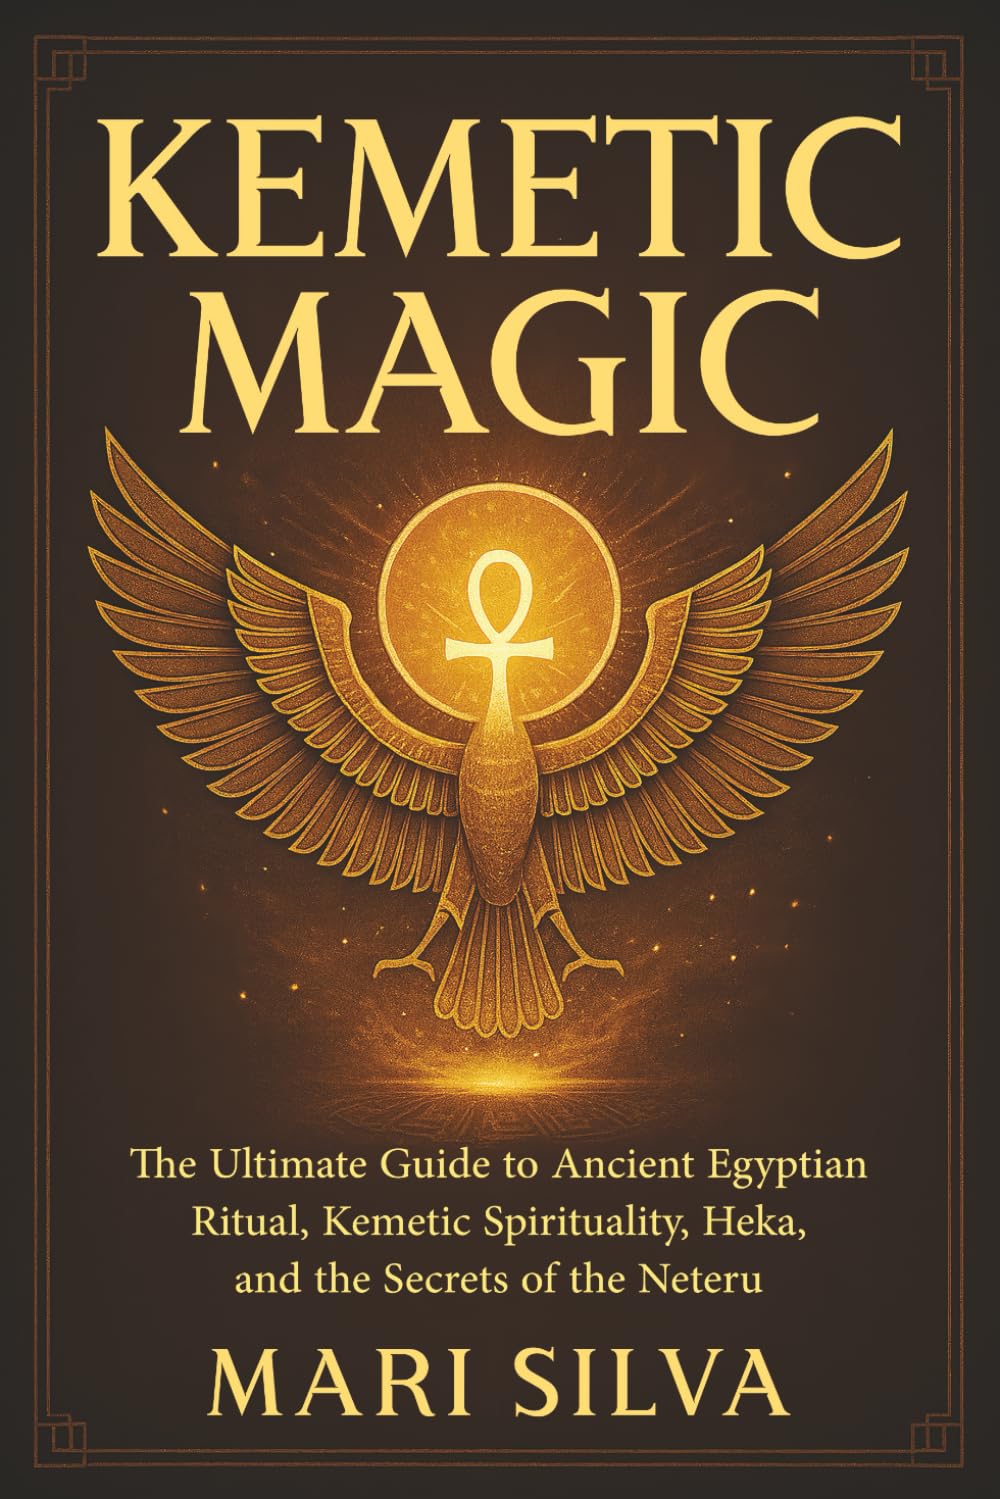 KEMETIC
MAGIC
The Ultimate Guide to Ancient Egyptian
Ritual, Kemetic Spirituality, Heka,
and the Secrets of the Neteru
MARI SILVA